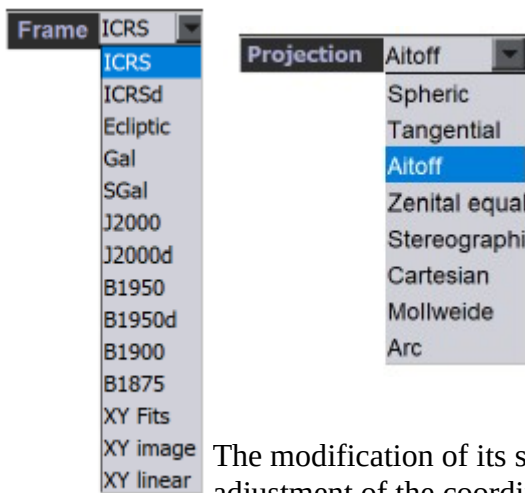 Frame ICRS
ICRS
ICRSd
Ecliptic
Gal
SGal
J2000
J2000d
B1950
B1950d
B1900
B1875
XY Fits
XY image
XY linear
Projection Aitoff
Spheric
Tangential
Aitoff
Zenital equal
Stereographi
Cartesian
Mollweide
Arc
The modification of its s
adjustment of the coordi